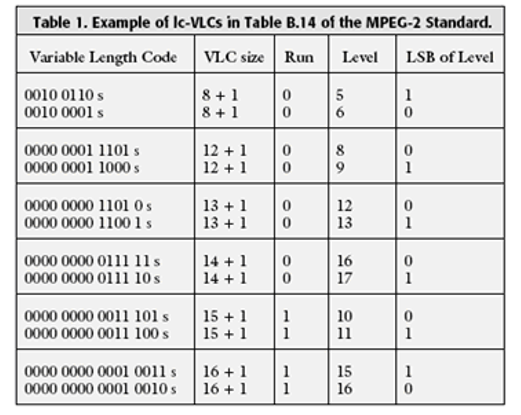 Table 1. Example of lc-VLCs in Table B.14 of the MPEG-2 Standard.
Variable Length Code VLC size Run Level LSB of Level
0010 0110 s 8 + 1 0 5 1
0010 0001 s 8 + 1 0 6 0
0000 0001 1101 s 12 + 1 0 8 0
0000 0001 1000 s 12 + 1 0 9 1
0000 0000 1101 0 s 13 + 1 0 12 0
0000 0000 1100 1 s 13 + 1 0 13 1
0000 0000 0111 11 s 14 + 1 0 16 0
0000 0000 0111 10 s 14 + 1 0 17 1
0000 0000 0011 101 s 15 + 1 1 10 0
0000 0000 0011 100 s 15 + 1 1 11 1
0000 0000 0001 0011 s 16 + 1 1 15 1
0000 0000 0001 0010 s 16 + 1 1 16 0